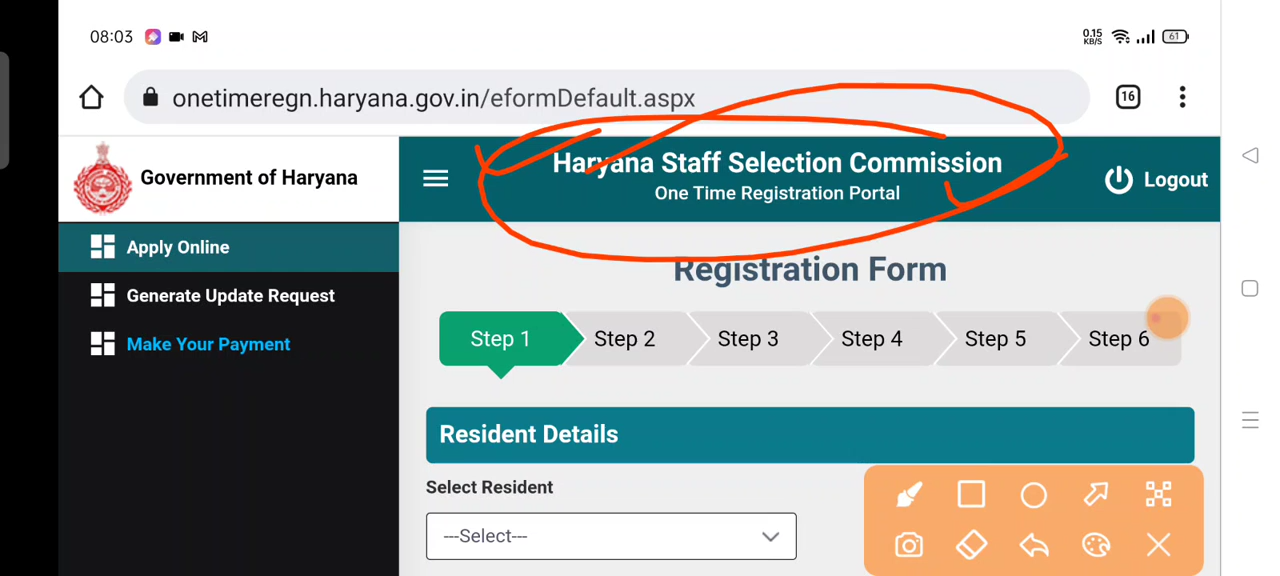 08:03
0.15
KB/S
61
onetimeregn.haryana.gov.in/eformDefault.aspx
16
Government of Haryana
Haryana Staff Selection Commission
One Time Registration Portal
Logout
Apply Online
Generate Update Request
Make Your Payment
Registration Form
Step 1
Step 2
Step 3
Step 4
Step 5
Step 6
Resident Details
Select Resident
---Select---